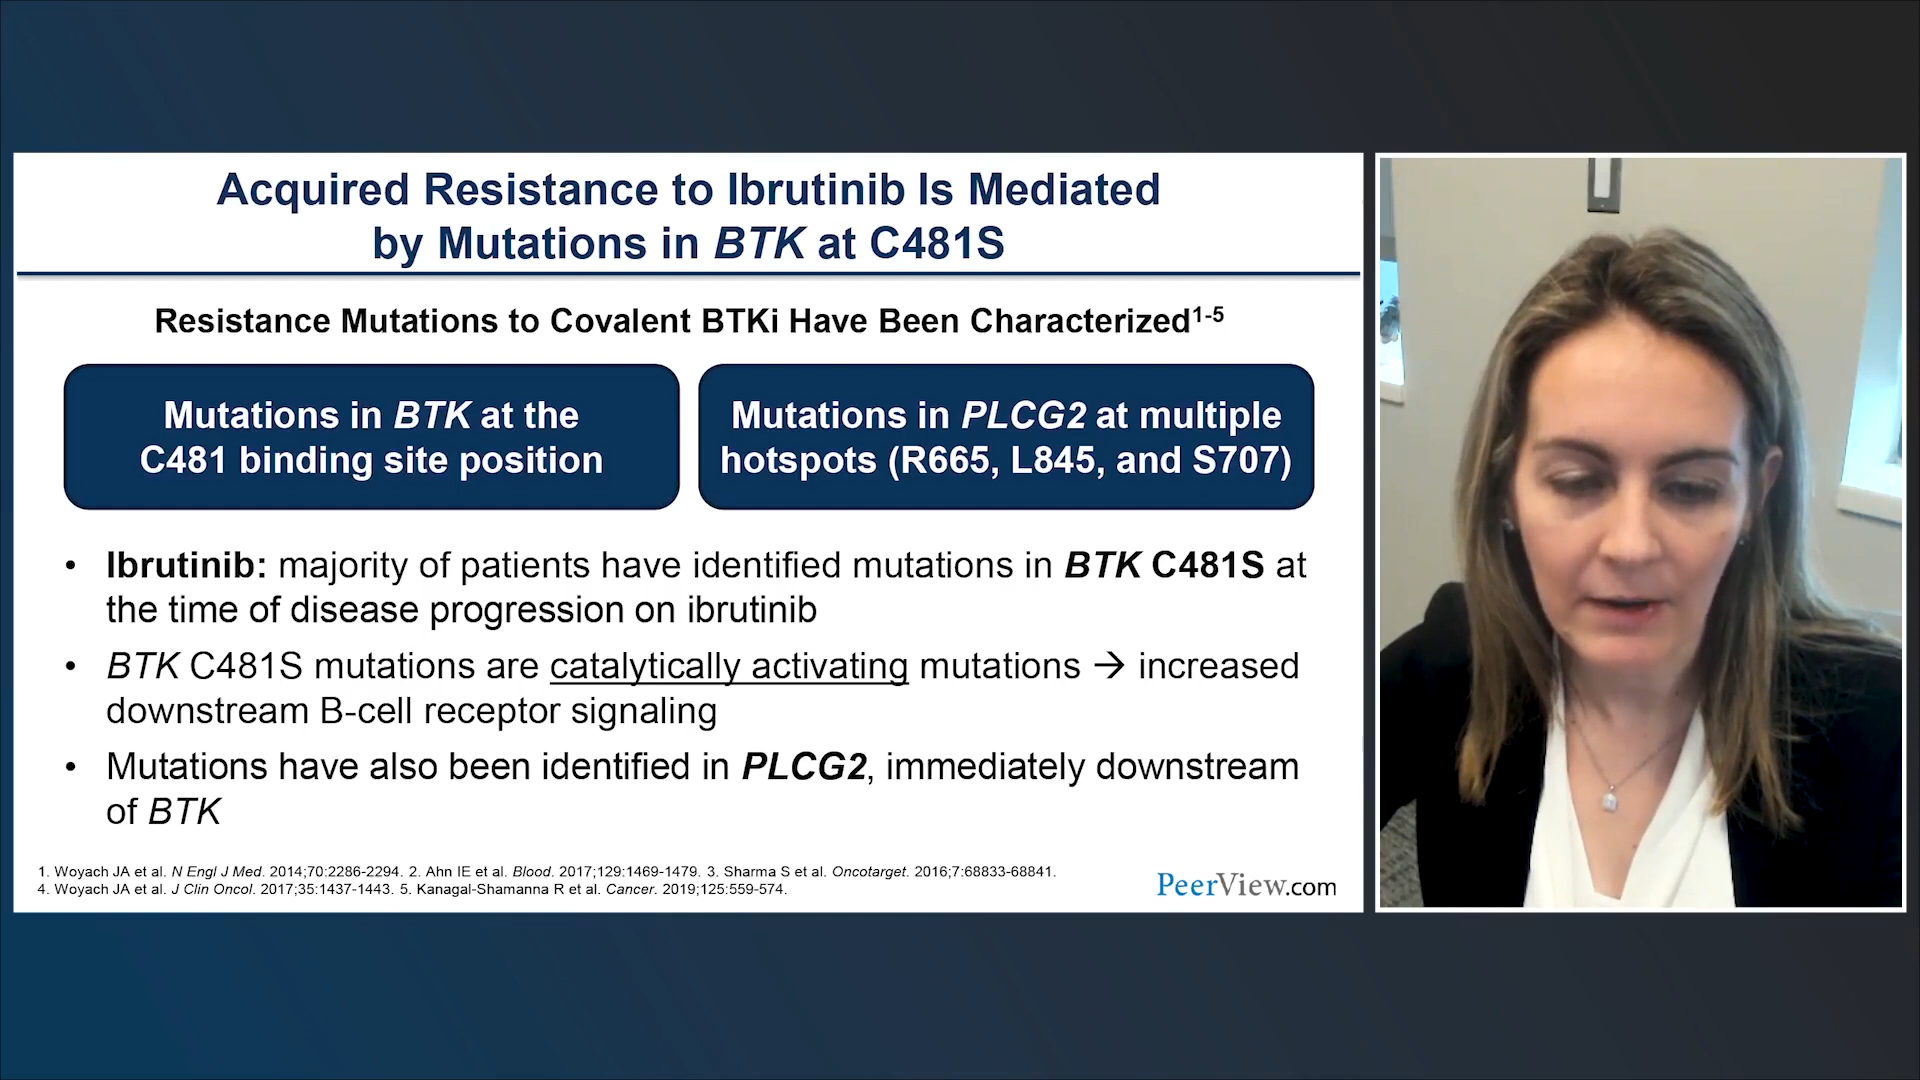 Acquired Resistance to Ibrutinib Is Mediated
by Mutations in BTK at C481S
Resistance Mutations to Covalent BTKi Have Been Characterized1-5
Mutations in BTK at the
C481 binding site position
Mutations in PLCG2 at multiple
hotspots (R665, L845, and S707)
• Ibrutinib: majority of patients have identified mutations in BTK C481S at
the time of disease progression on ibrutinib
• BTK C481S mutations are catalytically activating mutations → increased
downstream B-cell receptor signaling
• Mutations have also been identified in PLCG2, immediately downstream
of BTK
1. Woyach JA et al. N Engl J Med. 2014;70:2286-2294. 2. Ahn IE et al. Blood. 2017;129:1469-1479. 3. Sharma S et al. Oncotarget. 2016;7:68833-68841.
4. Woyach JA et al. J Clin Oncol. 2017;35:1437-1443. 5. Kanagal-Shamanna R et al. Cancer. 2019;125:559-574.
PeerView.com